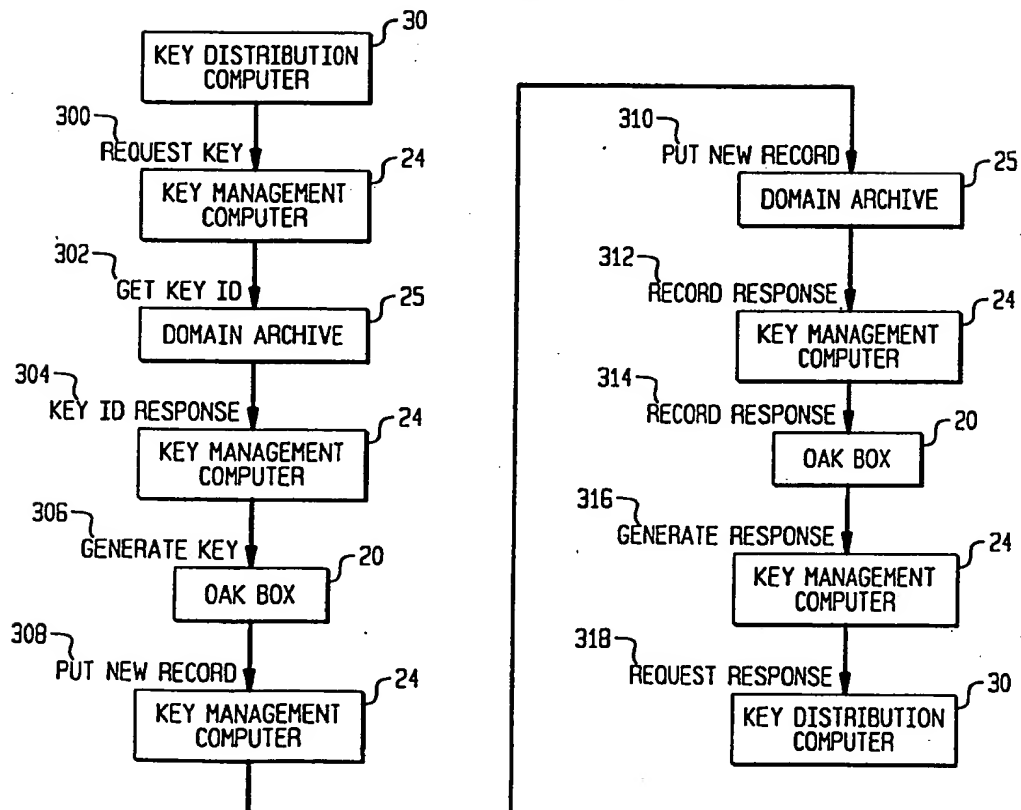 30
KEY DISTRIBUTION
COMPUTER
300
REQUEST KEY
24
KEY MANAGEMENT
COMPUTER
302
GET KEY ID
25
DOMAIN ARCHIVE
304
KEY ID RESPONSE
24
KEY MANAGEMENT
COMPUTER
306
GENERATE KEY
20
OAK BOX
308
PUT NEW RECORD
24
KEY MANAGEMENT
COMPUTER
310
PUT NEW RECORD
25
DOMAIN ARCHIVE
312
RECORD RESPONSE
24
KEY MANAGEMENT
COMPUTER
314
RECORD RESPONSE
20
OAK BOX
316
GENERATE RESPONSE
24
KEY MANAGEMENT
COMPUTER
318
REQUEST RESPONSE
30
KEY DISTRIBUTION
COMPUTER